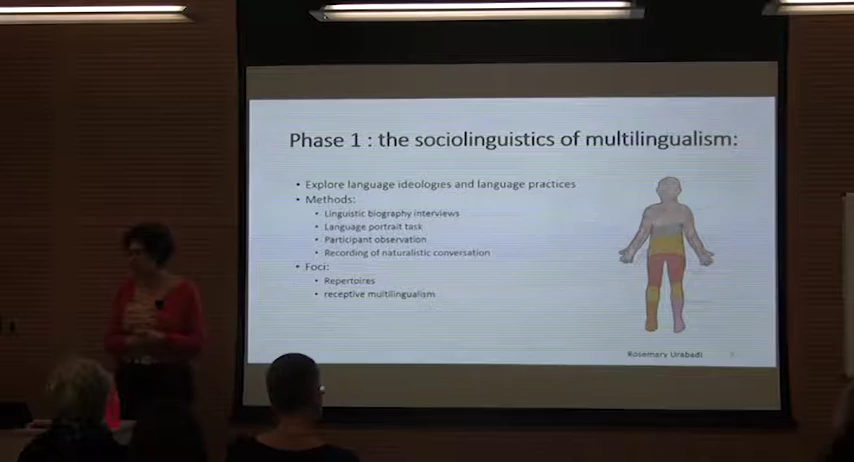 Phase 1 : the sociolinguistics of multilingualism:
• Explore language ideologies and language practices
• Methods:
• Linguistic biography interviews
• Language portrait task
• Participant observation
• Recording of naturalistic conversation
• Foci:
• Repertoires
• receptive multilingualism
Rosemary Urabadi